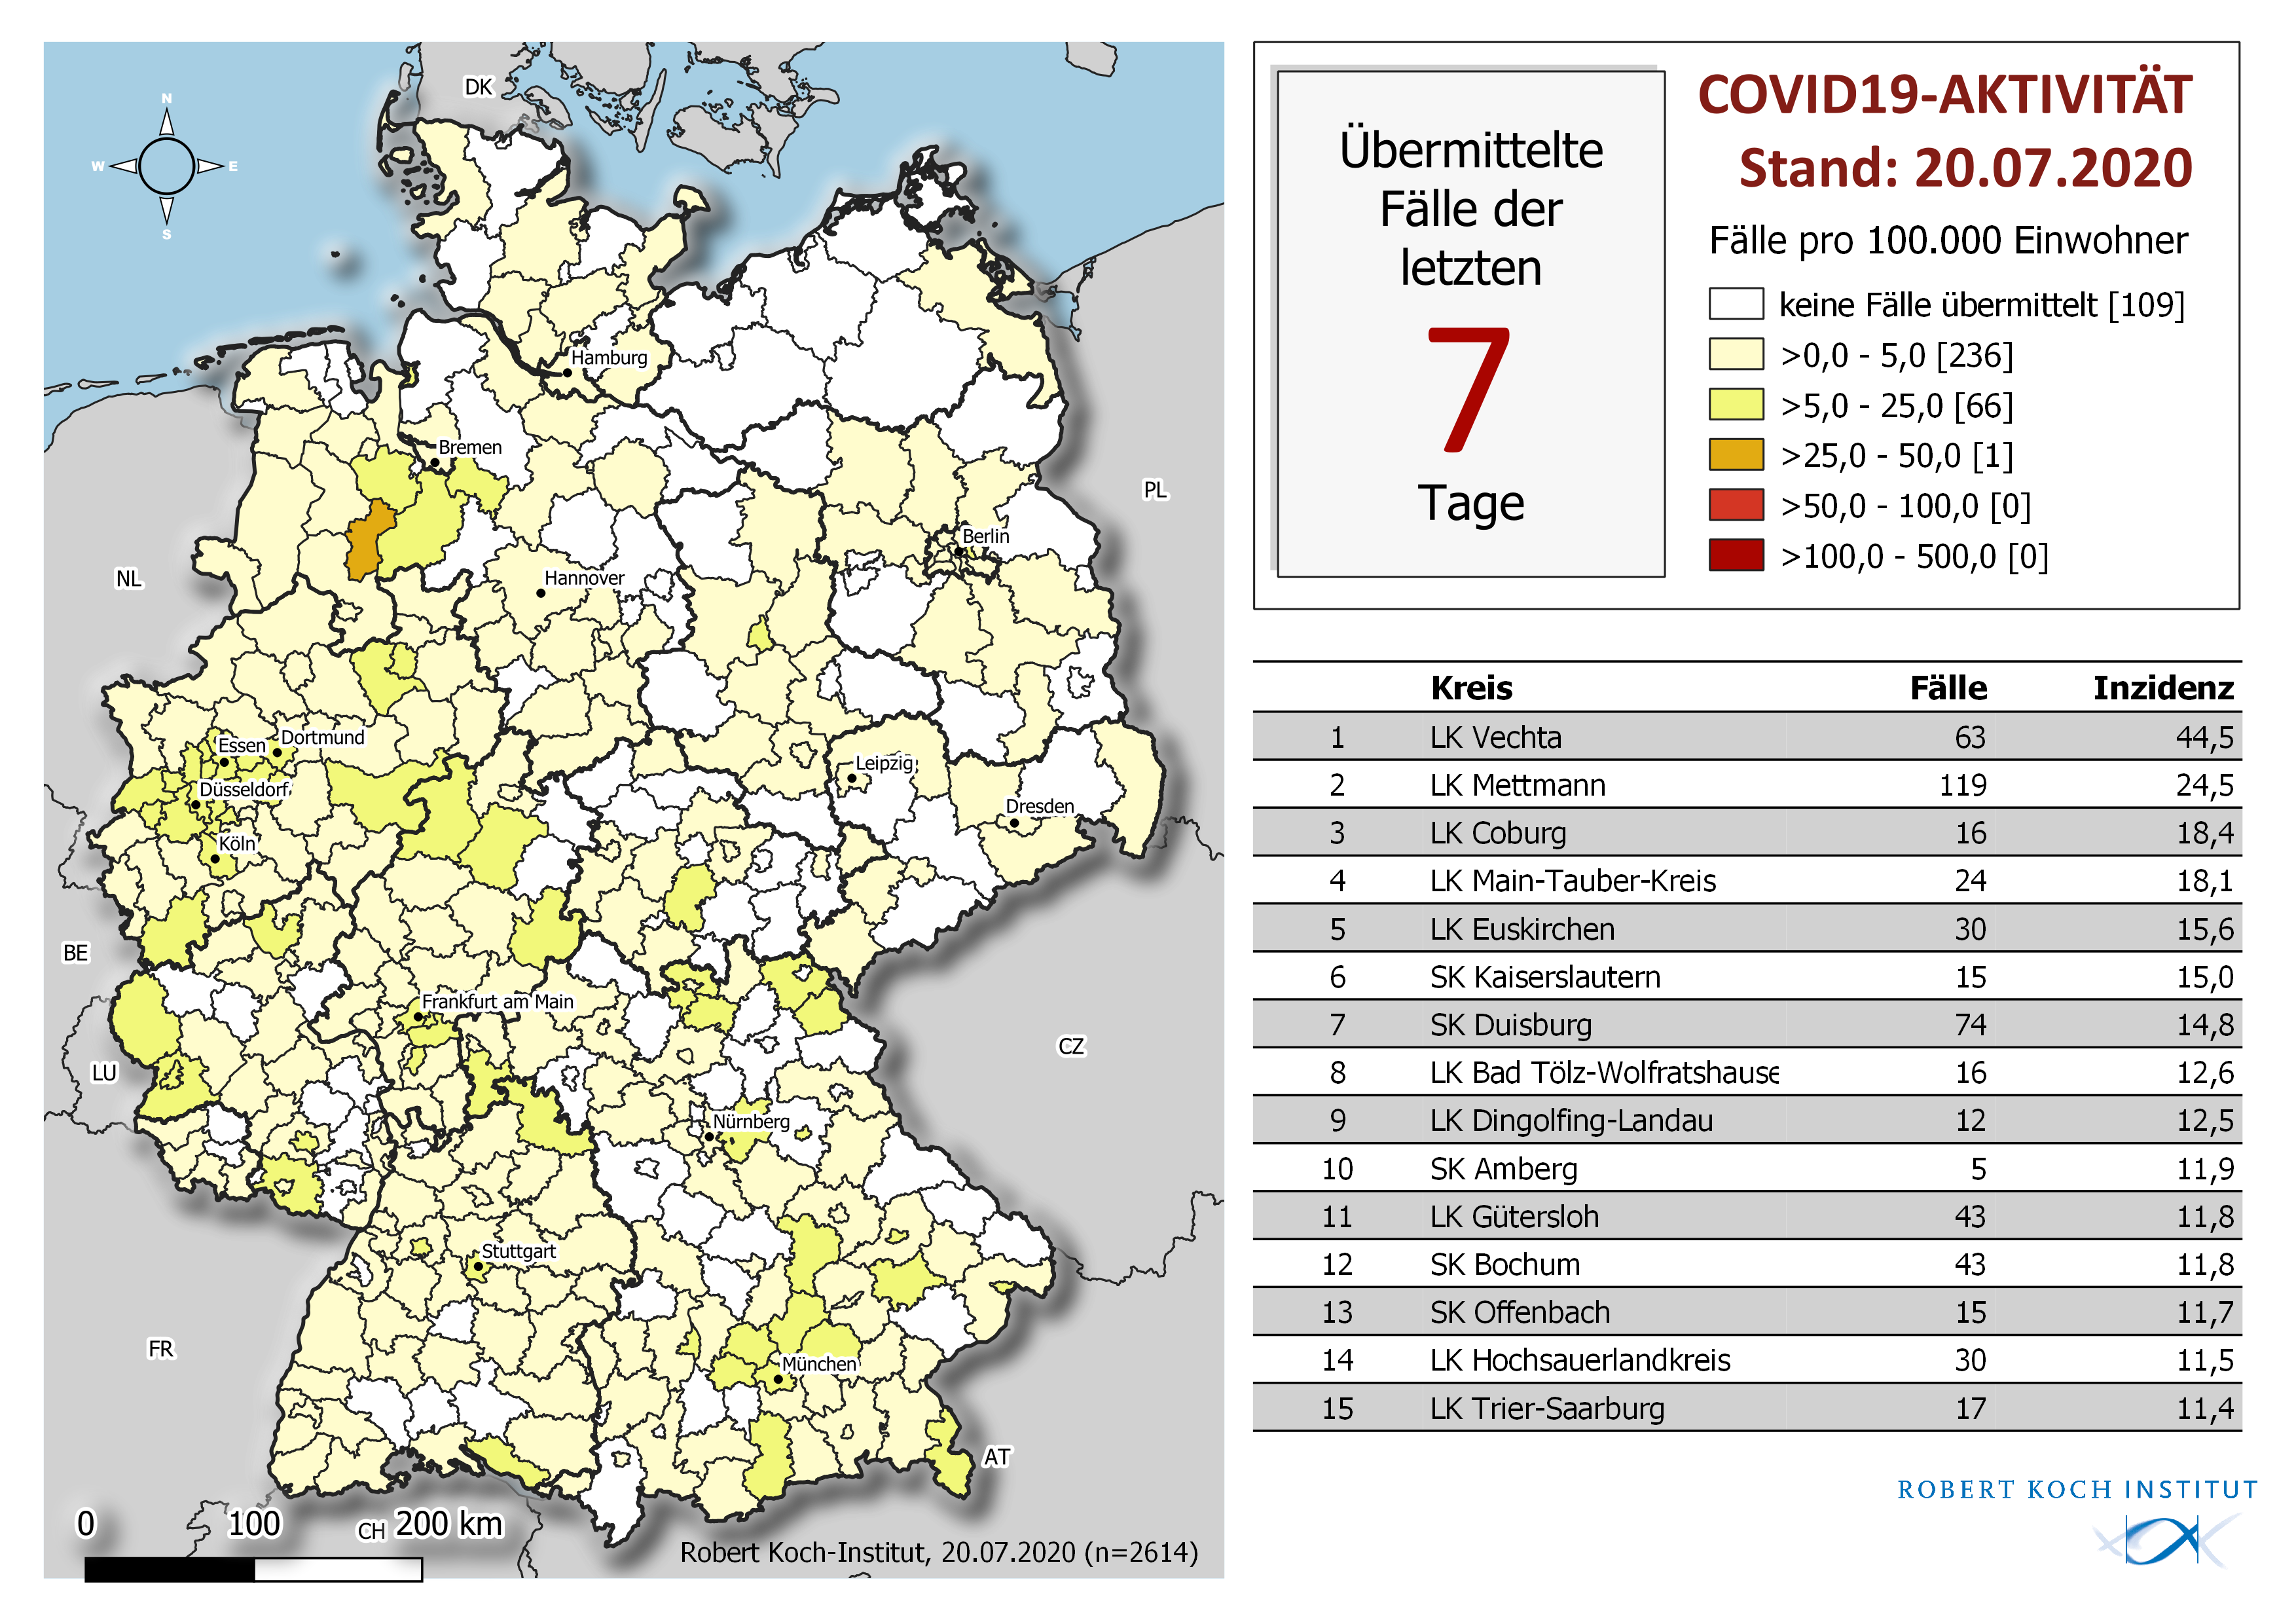 N
W
E
S
DK
Hamburg
Bremen
PL
Berlin
Hannover
NL
Essen
Dortmund
Düsseldorf
Leipzig
Dresden
Köln
BE
Frankfurt am Main
CZ
LU
Nürnberg
Stuttgart
FR
München
AT
0 100 200 km
CH
Robert Koch-Institut, 20.07.2020 (n=2614)
Übermittelte
Fälle der
letzten
7
Tage
COVID19-AKTIVITÄT
Stand: 20.07.2020
Fälle pro 100.000 Einwohner
keine Fälle übermittelt [109]
>0,0 - 5,0 [236]
>5,0 - 25,0 [66]
>25,0 - 50,0 [1]
>50,0 - 100,0 [0]
>100,0 - 500,0 [0]
Kreis Fälle Inzidenz
1 LK Vechta 63 44,5
2 LK Mettmann 119 24,5
3 LK Coburg 16 18,4
4 LK Main-Tauber-Kreis 24 18,1
5 LK Euskirchen 30 15,6
6 SK Kaiserslautern 15 15,0
7 SK Duisburg 74 14,8
8 LK Bad Tölz-Wolfratshause 16 12,6
9 LK Dingolfing-Landau 12 12,5
10 SK Amberg 5 11,9
11 LK Gütersloh 43 11,8
12 SK Bochum 43 11,8
13 SK Offenbach 15 11,7
14 LK Hochsauerlandkreis 30 11,5
15 LK Trier-Saarburg 17 11,4
ROBERT KOCH INSTITUT